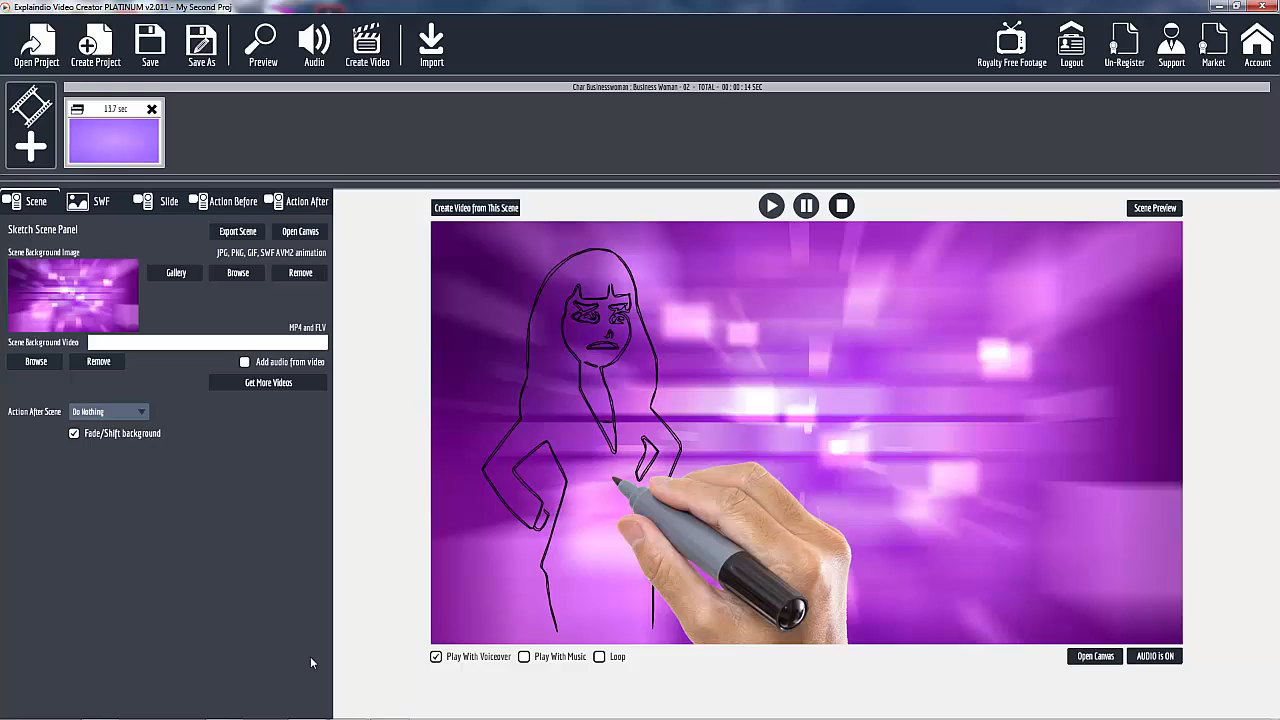 Explaindio Video Creator PLATINUM v2.011 - My Second Proj
Open Project
Create Project
Save
Save As
Preview
Audio
Create Video
Import
Royalty Free Footage
Logout
Un-Register
Support
Market
Account
Char Businesswoman : Business Woman - 02 - TOTAL - 00 : 00 : 14 SEC
13.7 sec
Scene
SWF
Slide
Action Before
Action After
Sketch Scene Panel
Export Scene
Open Canvas
Scene Background Image
JPG, PNG, GIF, SWF AVM2 animation
Gallery
Browse
Remove
MP4 and FLV
Scene Background Video
Browse
Remove
Add audio from video
Get More Videos
Action After Scene
Do Nothing
Fade/Shift background
Create Video from This Scene
Scene Preview
Play With Voiceover
Play With Music
Loop
Open Canvas
AUDIO is ON